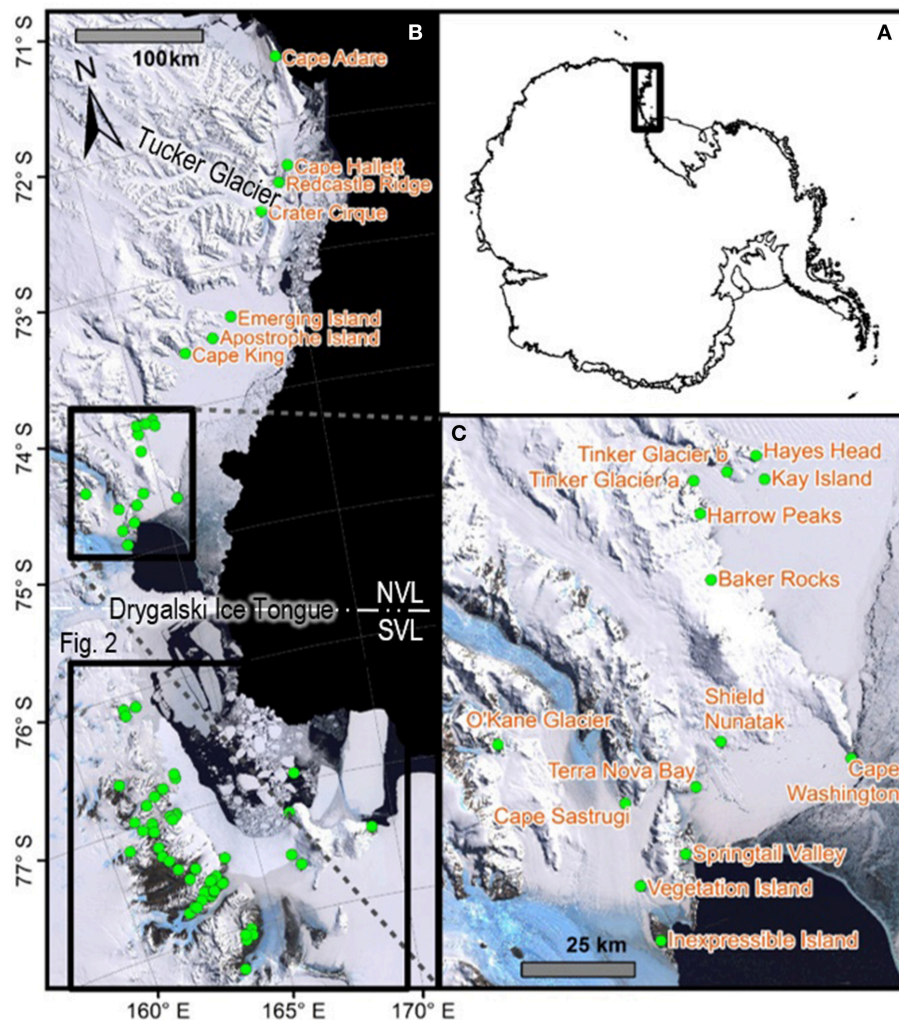 B
A
71° S
72° S
73° S
74° S
75° S
76° S
77° S
100km
N
Cape Adare
Tucker Glacier
Cape Hallett
Redcastle Ridge
Crater Cirque
Emerging Island
Apostrophe Island
Cape King
NVL
Drygalski Ice Tongue
SVL
Fig. 2
160° E
165° E
170° E
C
Tinker Glacier b
Hayes Head
Tinker Glacier a
Kay Island
Harrow Peaks
Baker Rocks
Shield
Nunatak
O'Kane Glacier
Terra Nova Bay
Cape
Washington
Cape Sastrugi
Springtail Valley
Vegetation Island
Inexpressible Island
25 km